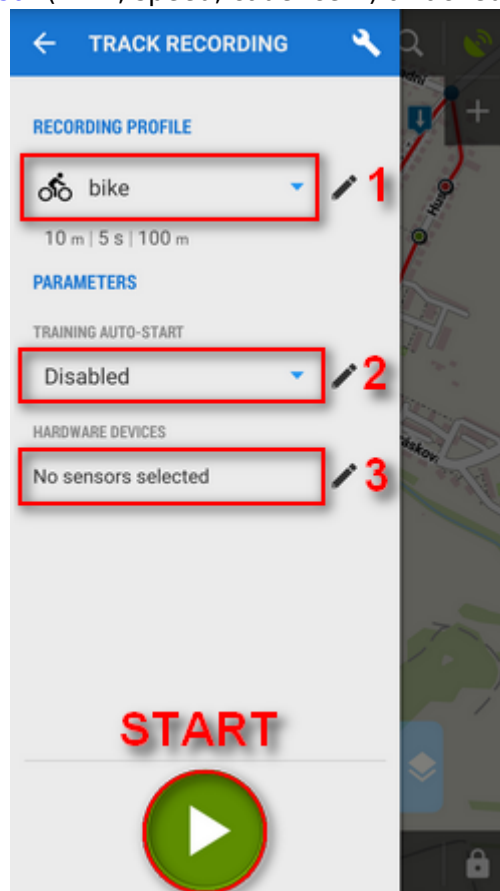 TRACK RECORDING
RECORDING PROFILE
bike
1
10 m | 5 s | 100 m
PARAMETERS
TRAINING AUTO-START
Disabled
2
HARDWARE DEVICES
No sensors selected
3
START
Hus